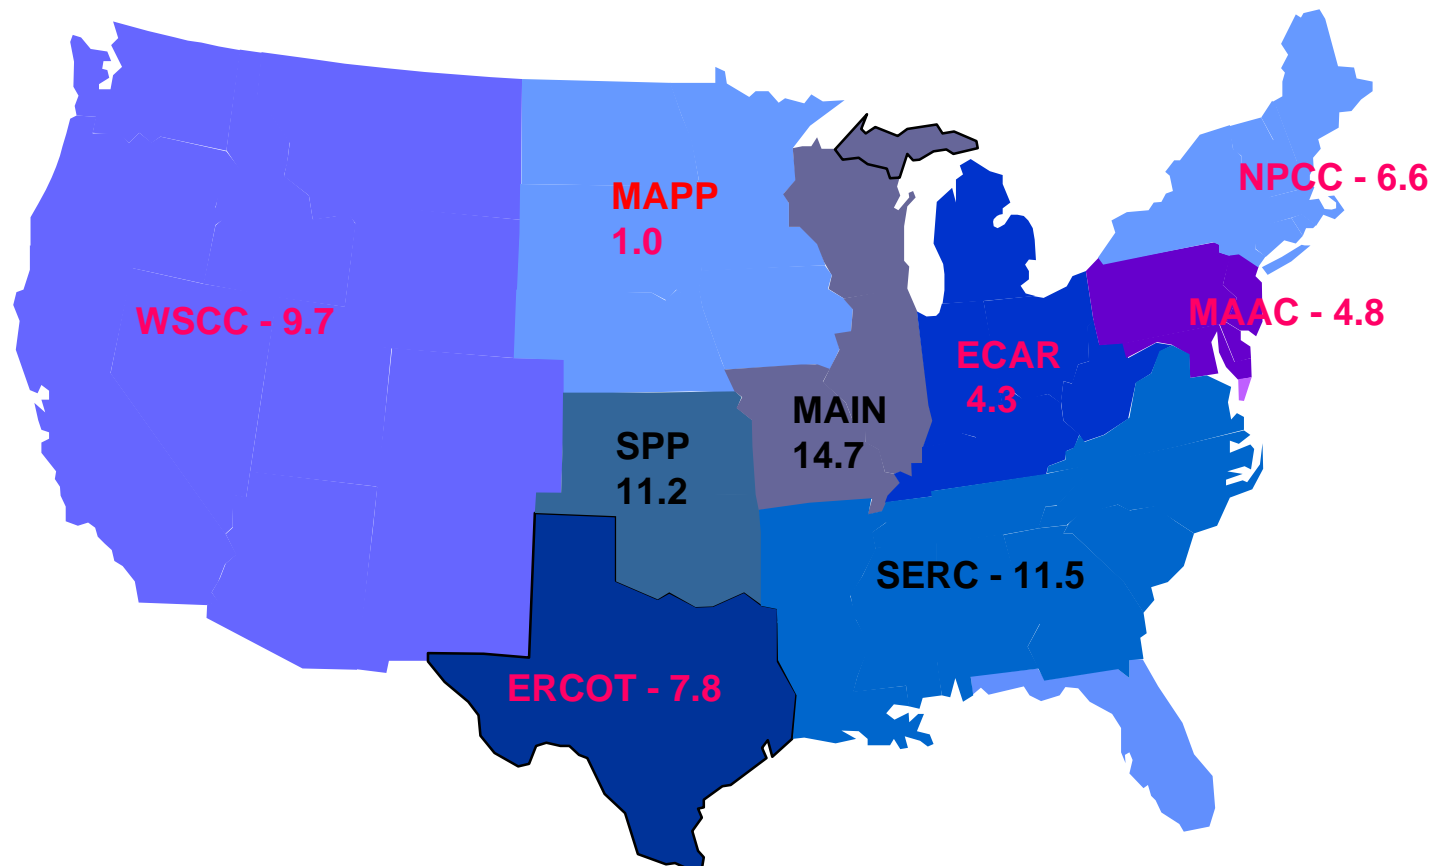 NPCC - 6.6
MAPP
1.0
WSCC - 9.7
MAAC - 4.8
ECAR
4.3
MAIN
14.7
SPP
11.2
SERC - 11.5
ERCOT - 7.8